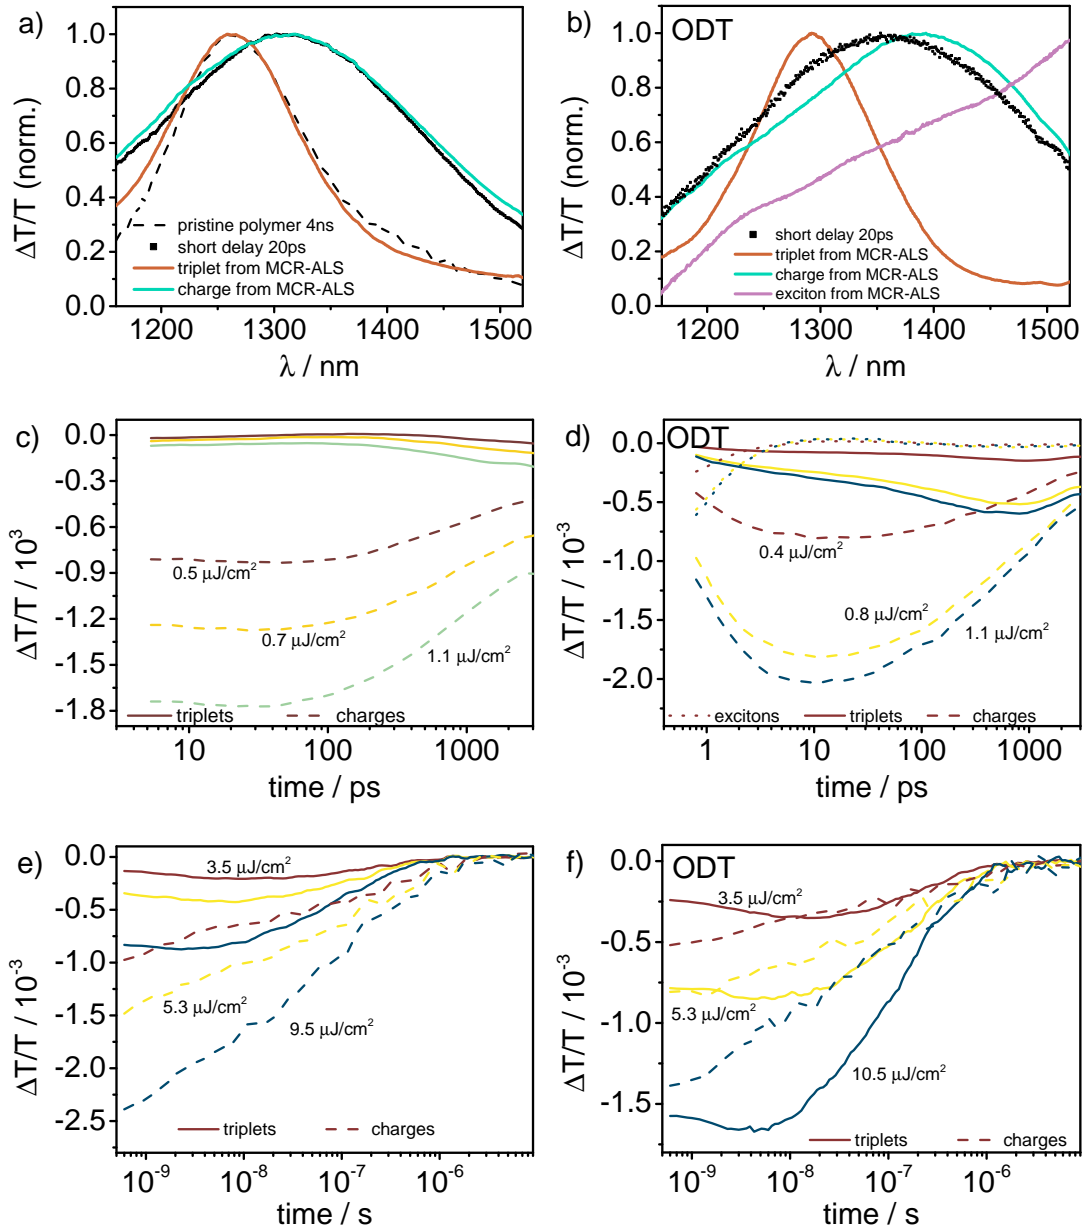 a)
ΔT/T (norm.)
1.0
0.8
0.6
0.4
0.2
0.0
pristine polymer 4ns
short delay 20ps
triplet from MCR-ALS
charge from MCR-ALS
1200 1300 1400 1500
λ / nm
b)
ODT
ΔT/T (norm.)
1.0
0.8
0.6
0.4
0.2
0.0
short delay 20ps
triplet from MCR-ALS
charge from MCR-ALS
exciton from MCR-ALS
1200 1300 1400 1500
λ / nm
c)
ΔT/T / 10³
0.0
-0.3
-0.6
-0.9
-1.2
-1.5
-1.8
0.5 μJ/cm²
0.7 μJ/cm²
1.1 μJ/cm²
triplets charges
10 100 1000
time / ps
d)
ODT
ΔT/T / 10⁻³
0.0
-0.5
-1.0
-1.5
-2.0
0.4 μJ/cm²
0.8 μJ/cm²
1.1 μJ/cm²
excitons triplets charges
1 10 100 1000
time / ps
e)
ΔT/T / 10⁻³
0.0
-0.5
-1.0
-1.5
-2.0
-2.5
3.5 μJ/cm²
5.3 μJ/cm²
9.5 μJ/cm²
triplets charges
10⁻⁹ 10⁻⁸ 10⁻⁷ 10⁻⁶
time / s
f)
ODT
ΔT/T / 10⁻³
0.0
-0.5
-1.0
-1.5
3.5 μJ/cm²
5.3 μJ/cm²
10.5 μJ/cm²
triplets charges
10⁻⁹ 10⁻⁸ 10⁻⁷ 10⁻⁶
time / s